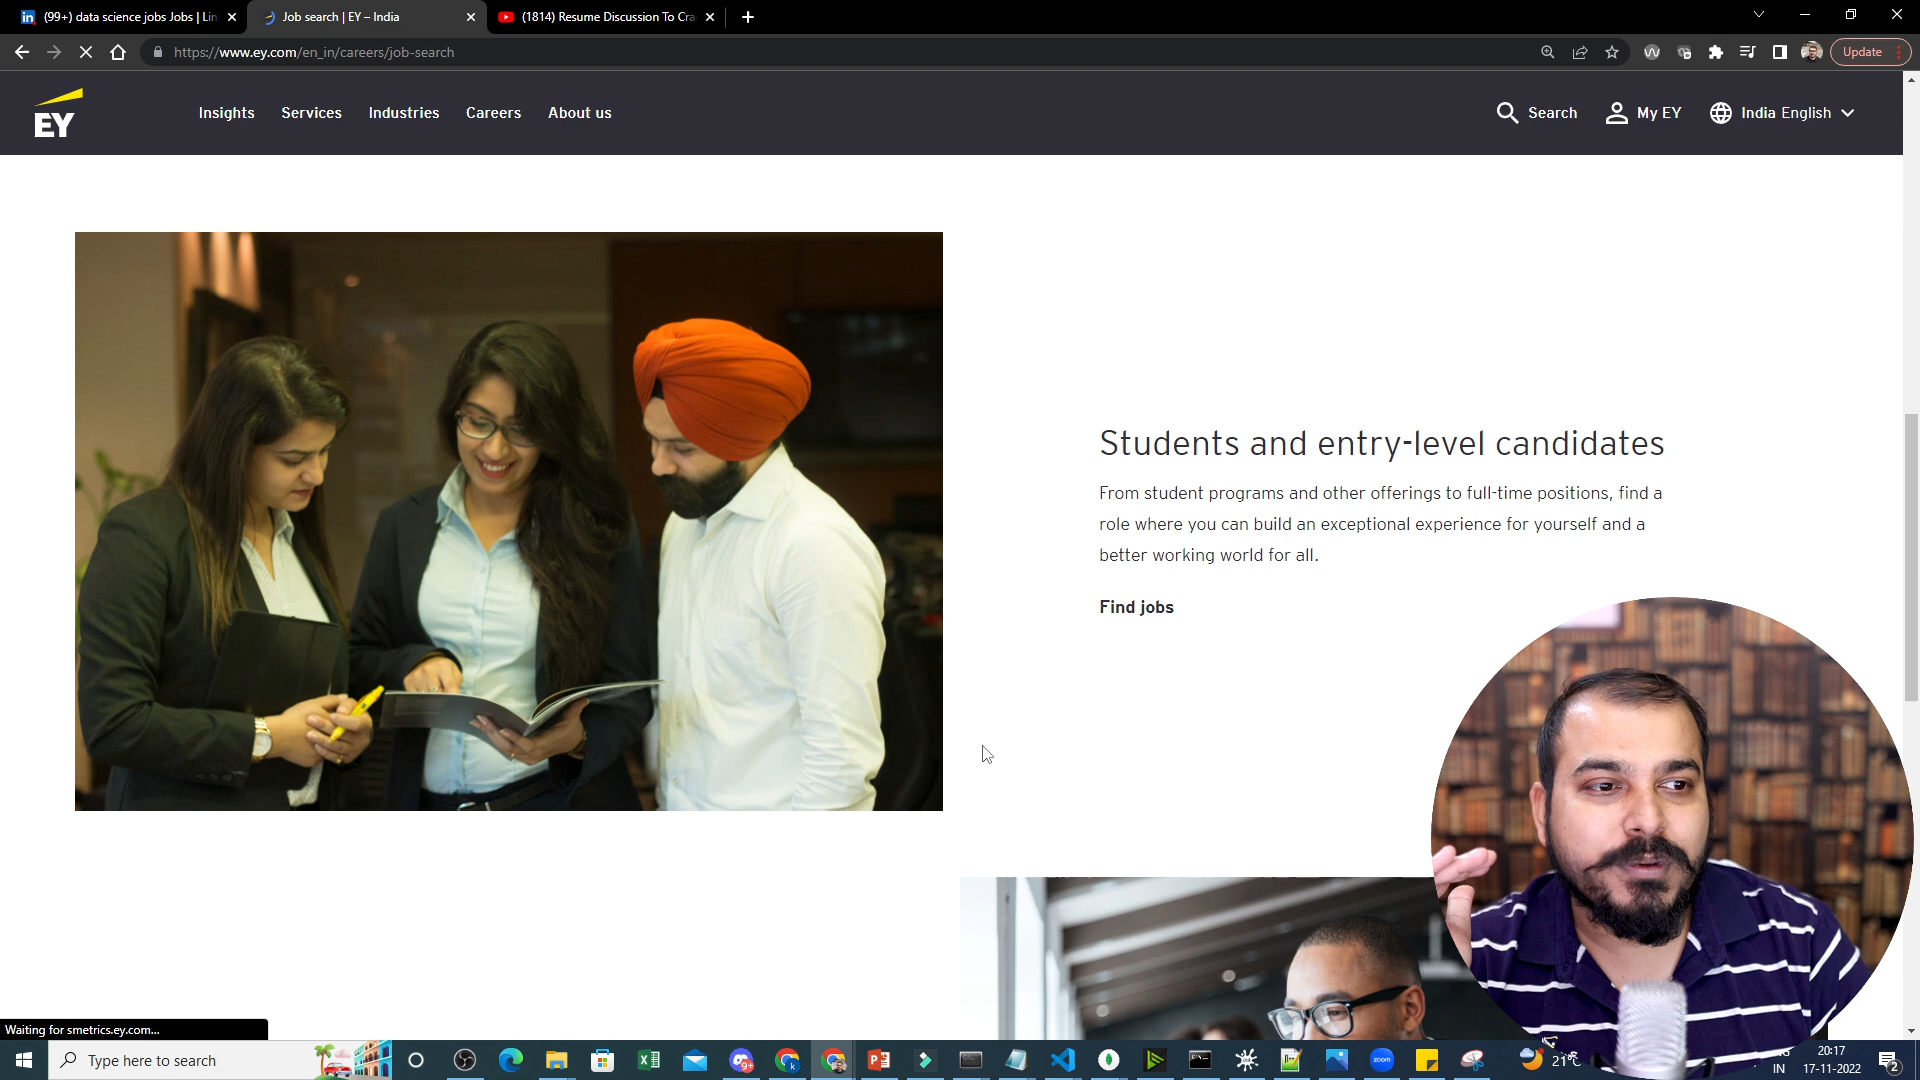 (99+) data science jobs Jobs | Lin
Job search | EY – India
(1814) Resume Discussion To Cra
https://www.ey.com/en_in/careers/job-search
Update
EY
Insights
Services
Industries
Careers
About us
Search
My EY
India English
Students and entry-level candidates
From student programs and other offerings to full-time positions, find a
role where you can build an exceptional experience for yourself and a
better working world for all.
Find jobs
Waiting for smetrics.ey.com...
Type here to search
9+
zoom
21°C
IN
20:17
17-11-2022
2